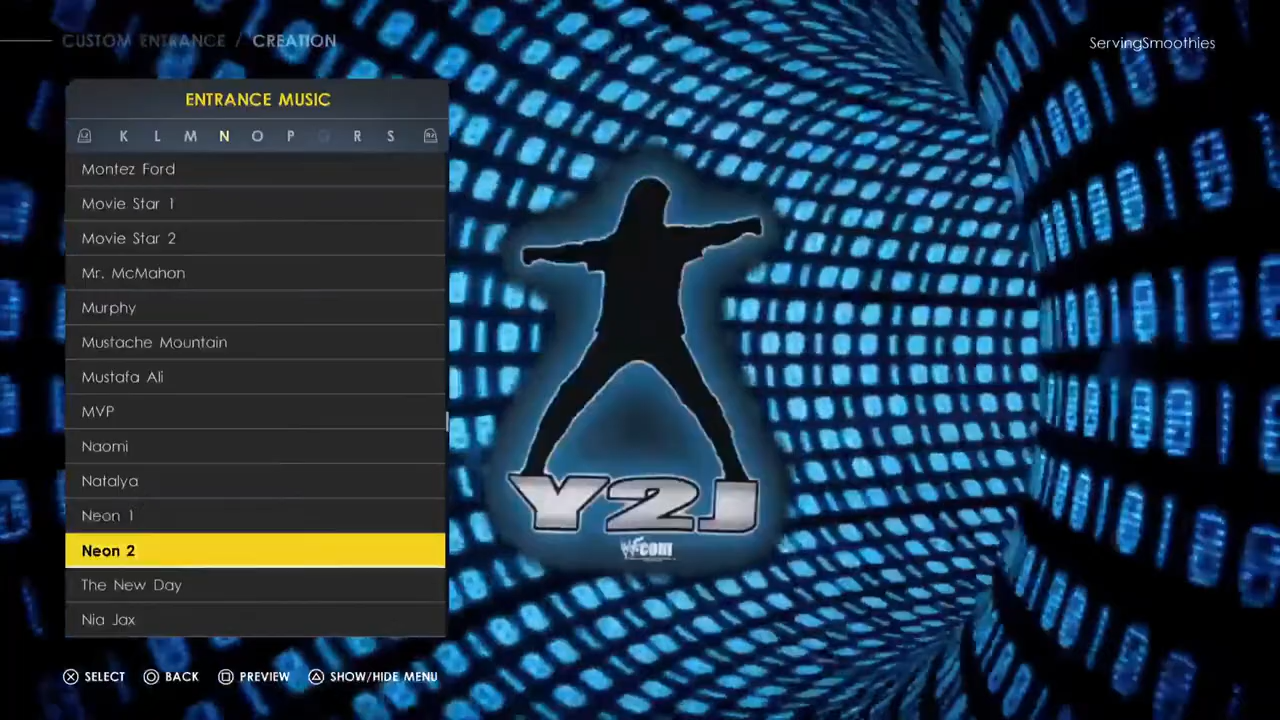 CUSTOM ENTRANCE / CREATION
ServingSmoothies
ENTRANCE MUSIC
K L M N O P R S
Montez Ford
Movie Star 1
Movie Star 2
Mr. McMahon
Murphy
Mustache Mountain
Mustafa Ali
MVP
Naomi
Natalya
Neon 1
Neon 2
The New Day
Nia Jax
Y2J
SELECT BACK PREVIEW SHOW/HIDE MENU